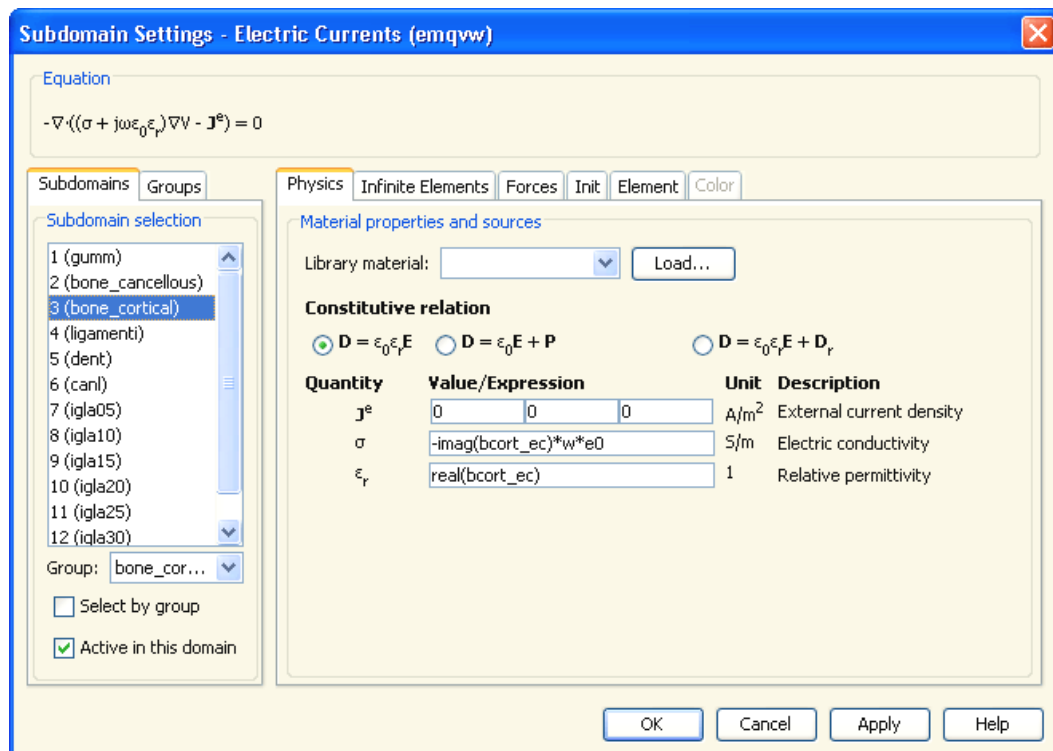 Subdomain Settings - Electric Currents (emqvw)
Equation
-∇·((σ + jωε₀εᵣ)∇V - Jᵉ) = 0
Subdomains Groups
Subdomain selection
1 (gumm)
2 (bone_cancellous)
3 (bone_cortical)
4 (ligamenti)
5 (dent)
6 (canl)
7 (igla05)
8 (igla10)
9 (igla15)
10 (igla20)
11 (igla25)
12 (igla30)
Group: bone_cor...
Select by group
Active in this domain
Physics Infinite Elements Forces Init Element Color
Material properties and sources
Library material: Load...
Constitutive relation
D = ε₀εᵣE D = ε₀E + P D = ε₀εᵣE + Dᵣ
Quantity Value/Expression Unit Description
Jᵉ 0 0 0 A/m² External current density
σ -imag(bcort_ec)*w*e0 S/m Electric conductivity
εᵣ real(bcort_ec) 1 Relative permittivity
OK Cancel Apply Help